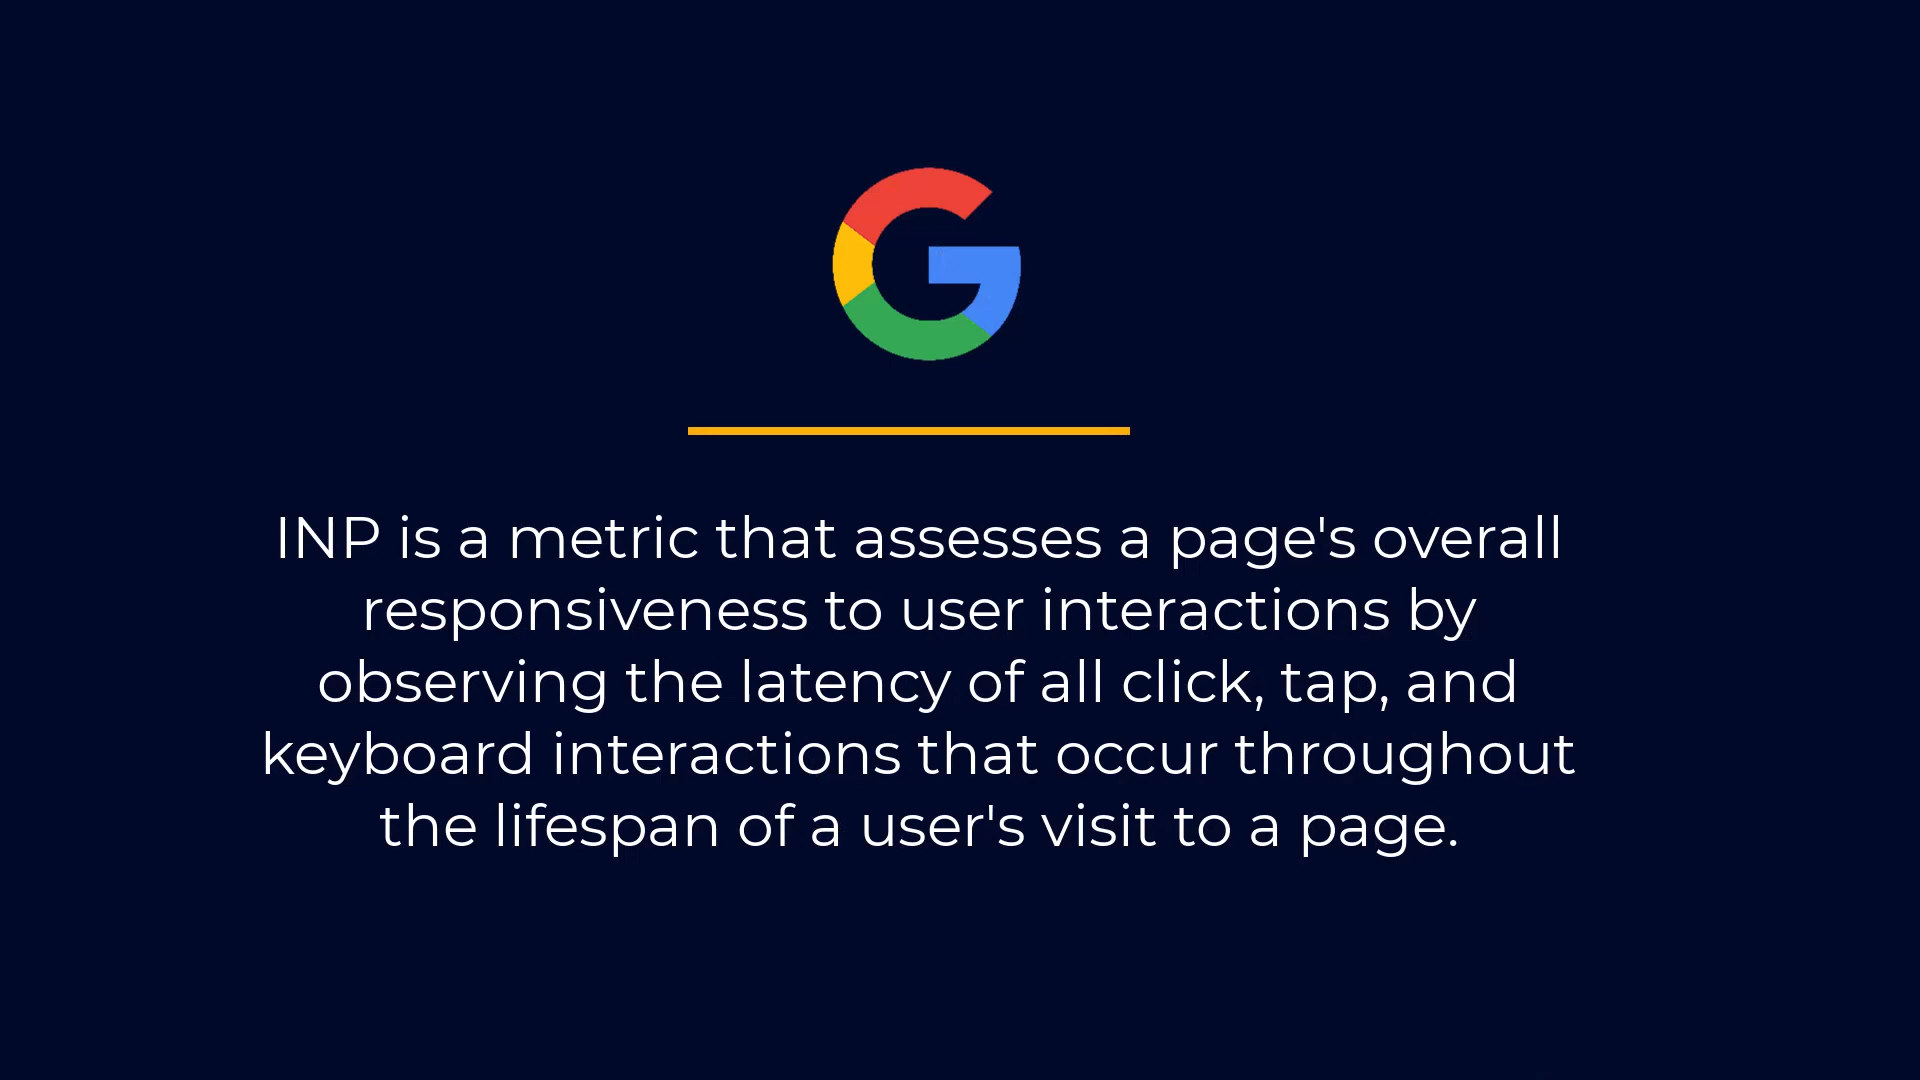 INP is a metric that assesses a page's overall
responsiveness to user interactions by
observing the latency of all click, tap, and
keyboard interactions that occur throughout
the lifespan of a user's visit to a page.